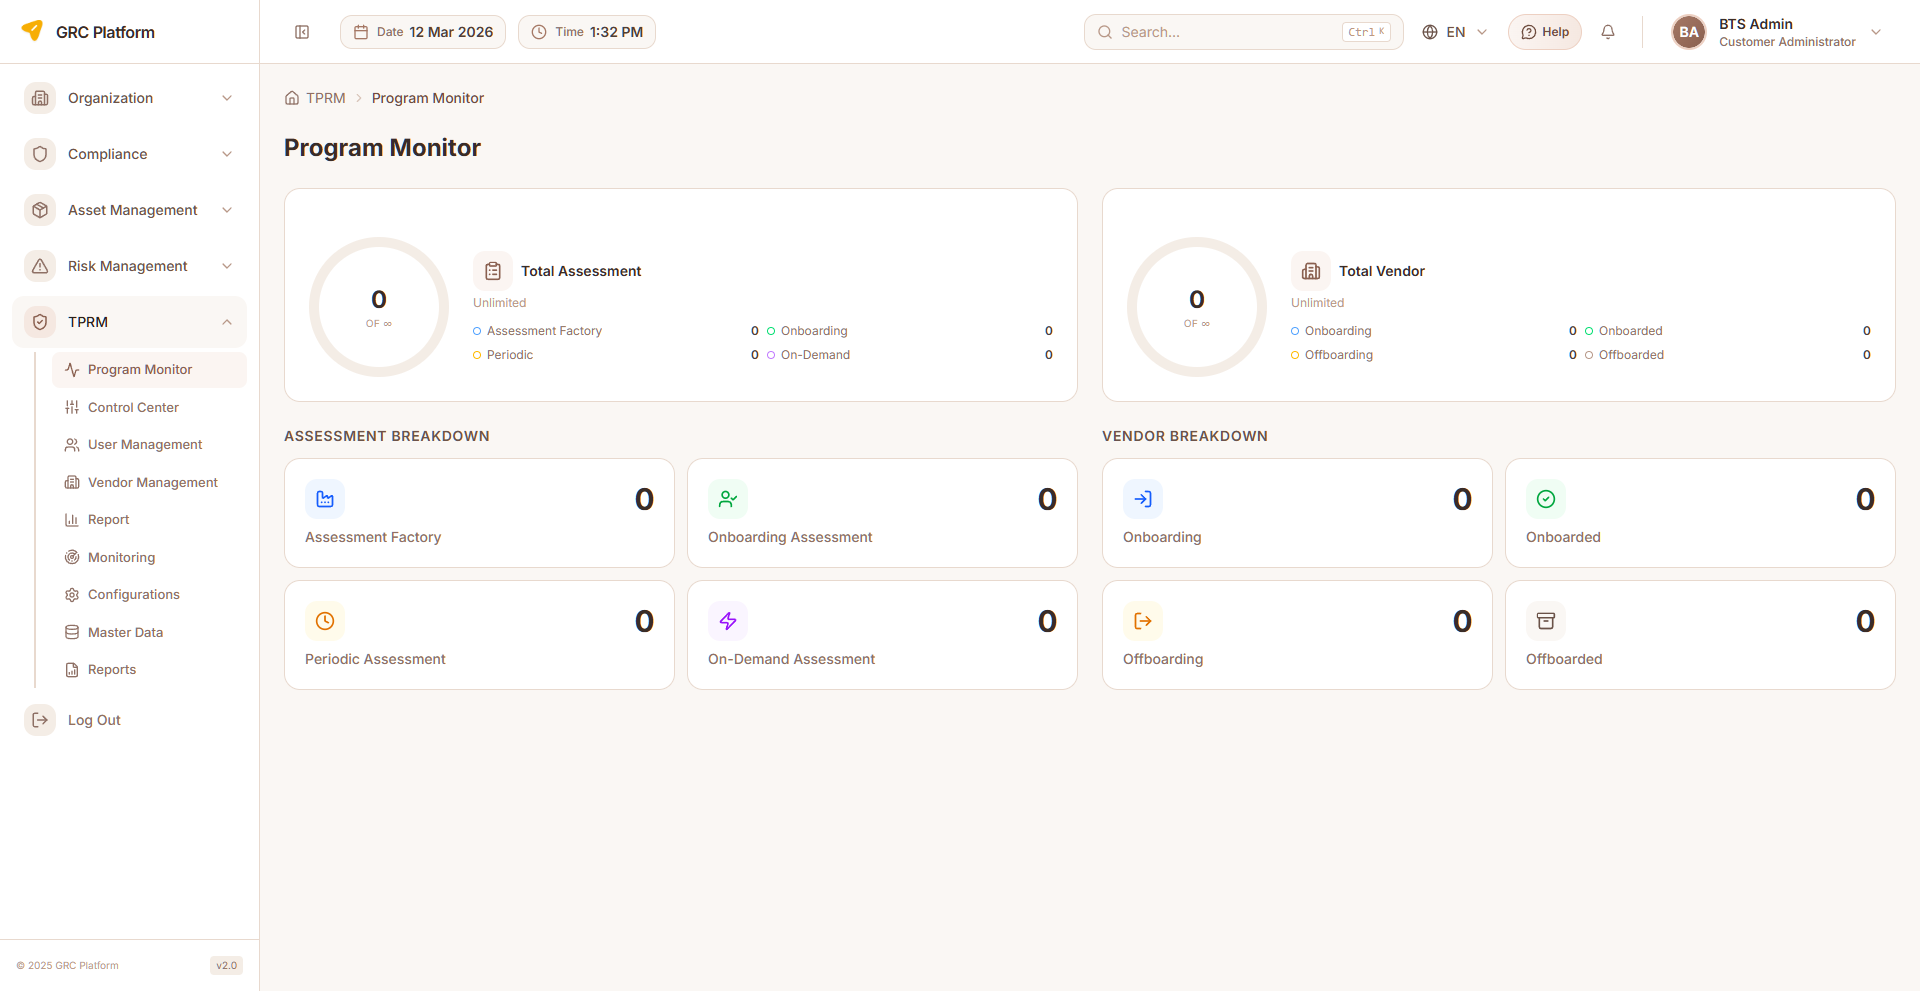 GRC Platform
Date 12 Mar 2026
Time 1:32 PM
Search...
Ctrl K
EN
Help
BA
BTS Admin
Customer Administrator
Organization
Compliance
Asset Management
Risk Management
TPRM
Program Monitor
Control Center
User Management
Vendor Management
Report
Monitoring
Configurations
Master Data
Reports
Log Out
© 2025 GRC Platform
v2.0
TPRM
Program Monitor
Program Monitor
0
OF ∞
Total Assessment
Unlimited
Assessment Factory 0
Onboarding 0
Periodic 0
On-Demand 0
0
OF ∞
Total Vendor
Unlimited
Onboarding 0
Onboarded 0
Offboarding 0
Offboarded 0
ASSESSMENT BREAKDOWN
0
Assessment Factory
0
Onboarding Assessment
0
Periodic Assessment
0
On-Demand Assessment
VENDOR BREAKDOWN
0
Onboarding
0
Onboarded
0
Offboarding
0
Offboarded